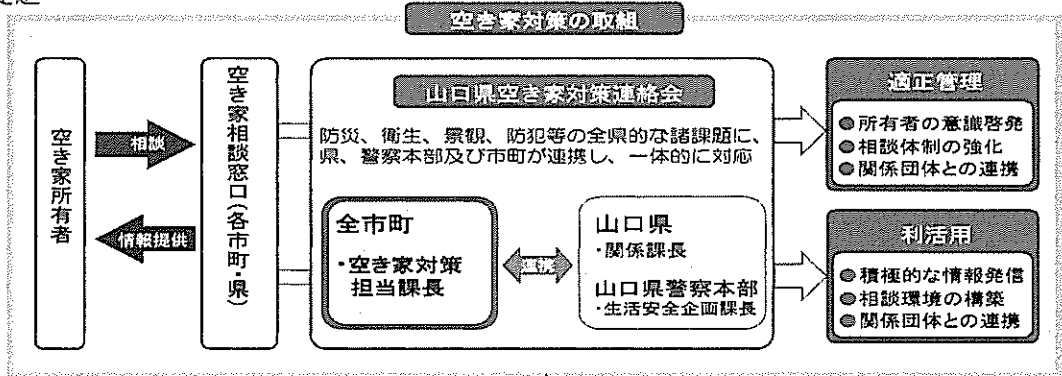 空き家対策の取組
空き家所有者
相談
情報提供
空き家相談窓口(各市町・県)
山口県空き家対策連絡会
防災、衛生、景観、防犯等の全県的な諸課題に、
県、警察本部及び市町が連携し、一体的に対応
全市町
・空き家対策
担当課長
連携
山口県
・関係課長
山口県警察本部
・生活安全企画課長
適正管理
●所有者の意識啓発
●相談体制の強化
●関係団体との連携
利活用
●積極的な情報発信
●相談環境の構築
●関係団体との連携